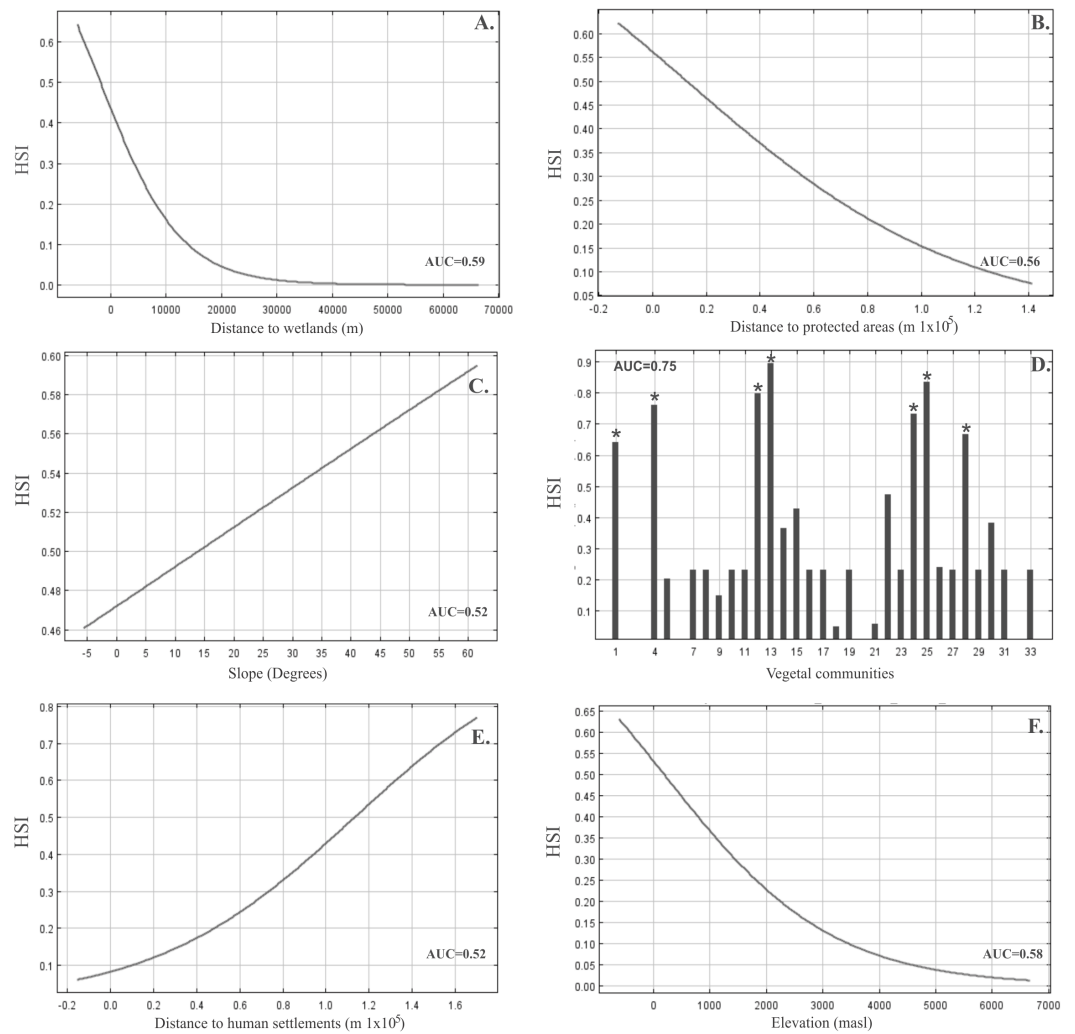 A.
HSI
0.6
0.5
0.4
0.3
0.2
0.1
0.0
AUC=0.59
0 10000 20000 30000 40000 50000 60000 70000
Distance to wetlands (m)
B.
HSI
0.60
0.55
0.50
0.45
0.40
0.35
0.30
0.25
0.20
0.15
0.10
0.05
AUC=0.56
-0.2 0.0 0.2 0.4 0.6 0.8 1.0 1.2 1.4
Distance to protected areas (m 1x10⁵)
C.
HSI
0.60
0.58
0.56
0.54
0.52
0.50
0.48
0.46
AUC=0.52
-5 0 5 10 15 20 25 30 35 40 45 50 55 60
Slope (Degrees)
D.
AUC=0.75
HSI
0.9
0.8
0.7
0.6
0.5
0.4
0.3
0.2
0.1
* * * * * * *
1 4 7 9 11 13 15 17 19 21 23 25 27 29 31 33
Vegetal communities
E.
HSI
0.8
0.7
0.6
0.5
0.4
0.3
0.2
0.1
AUC=0.52
-0.2 0.0 0.2 0.4 0.6 0.8 1.0 1.2 1.4 1.6
Distance to human settlements (m 1x10⁵)
F.
HSI
0.65
0.60
0.55
0.50
0.45
0.40
0.35
0.30
0.25
0.20
0.15
0.10
0.05
0.00
AUC=0.58
0 1000 2000 3000 4000 5000 6000 7000
Elevation (masl)